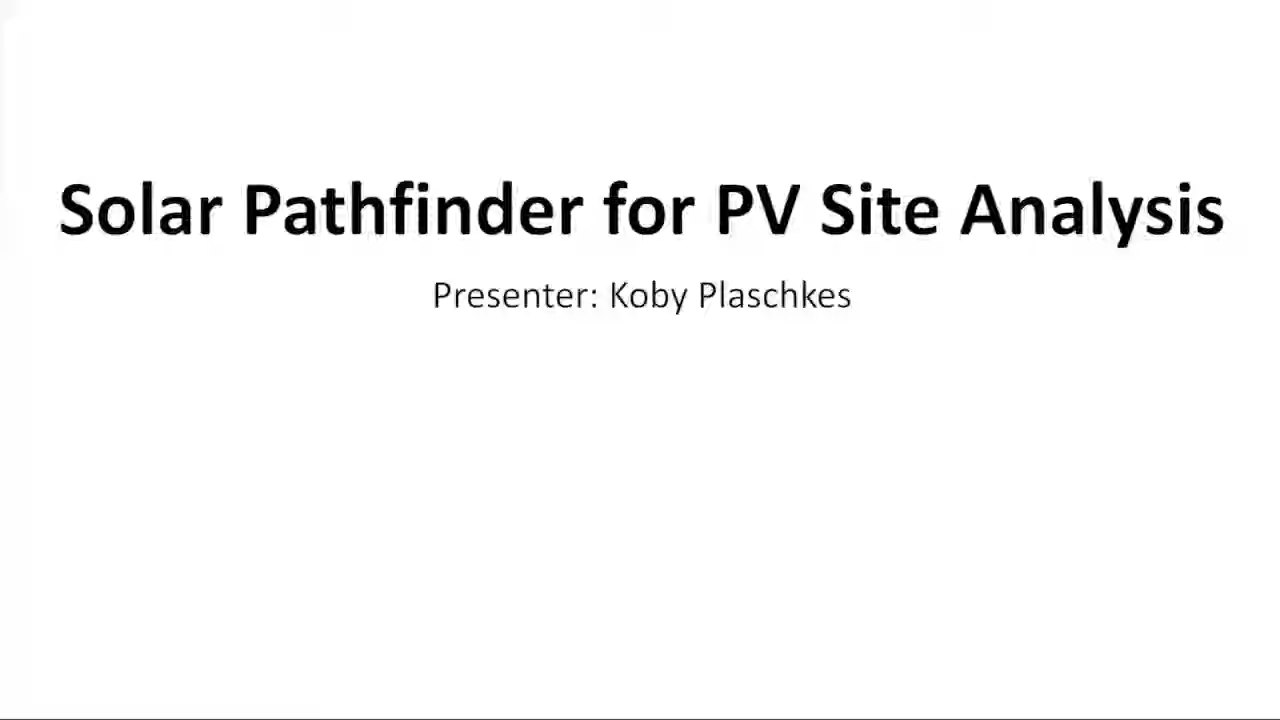 Solar Pathfinder for PV Site Analysis
Presenter: Koby Plaschkes